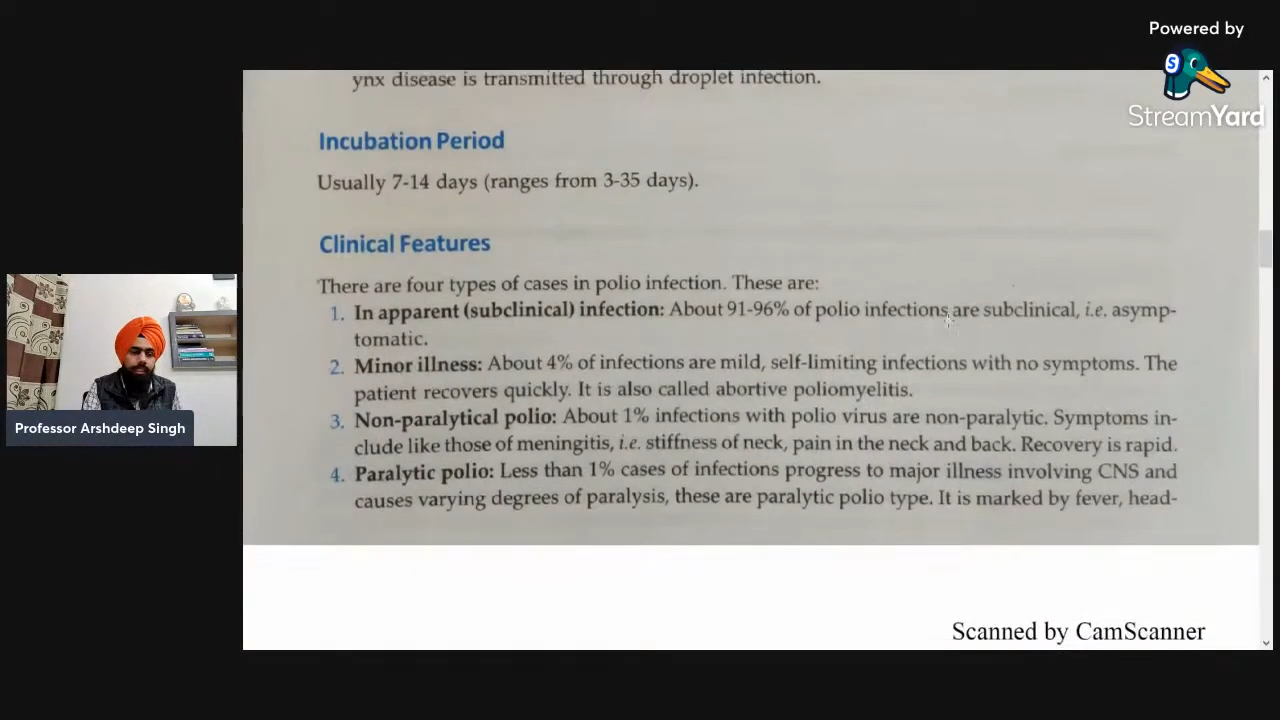 Powered by
StreamYard
ynx disease is transmitted through droplet infection.
Incubation Period
Usually 7-14 days (ranges from 3-35 days).
Clinical Features
There are four types of cases in polio infection. These are:
1. In apparent (subclinical) infection: About 91-96% of polio infections are subclinical, i.e. asymp-
tomatic.
2. Minor illness: About 4% of infections are mild, self-limiting infections with no symptoms. The
patient recovers quickly. It is also called abortive poliomyelitis.
3. Non-paralytical polio: About 1% infections with polio virus are non-paralytic. Symptoms in-
clude like those of meningitis, i.e. stiffness of neck, pain in the neck and back. Recovery is rapid.
4. Paralytic polio: Less than 1% cases of infections progress to major illness involving CNS and
causes varying degrees of paralysis, these are paralytic polio type. It is marked by fever, head-
Professor Arshdeep Singh
Scanned by CamScanner